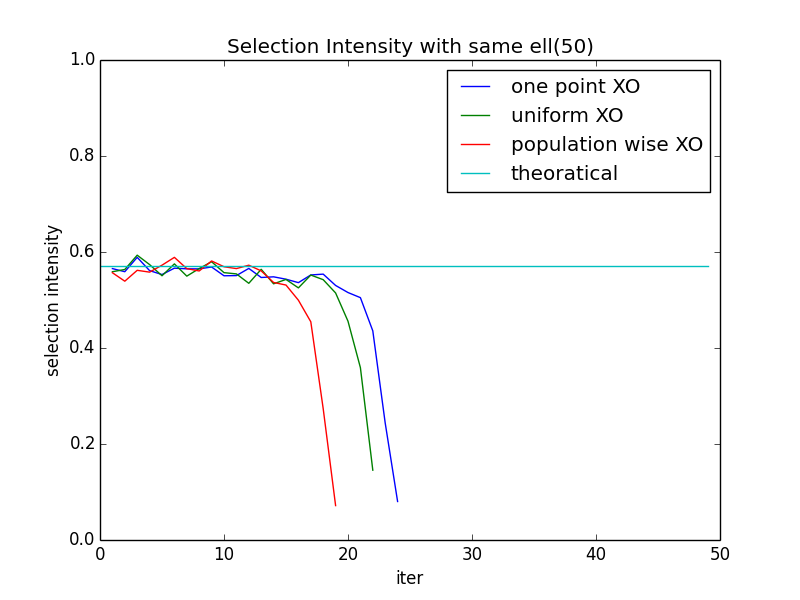 Selection Intensity with same ell(50)
1.0
0.8
0.6
0.4
0.2
0.0
selection intensity
one point XO
uniform XO
population wise XO
theoratical
0
10
20
30
40
50
iter